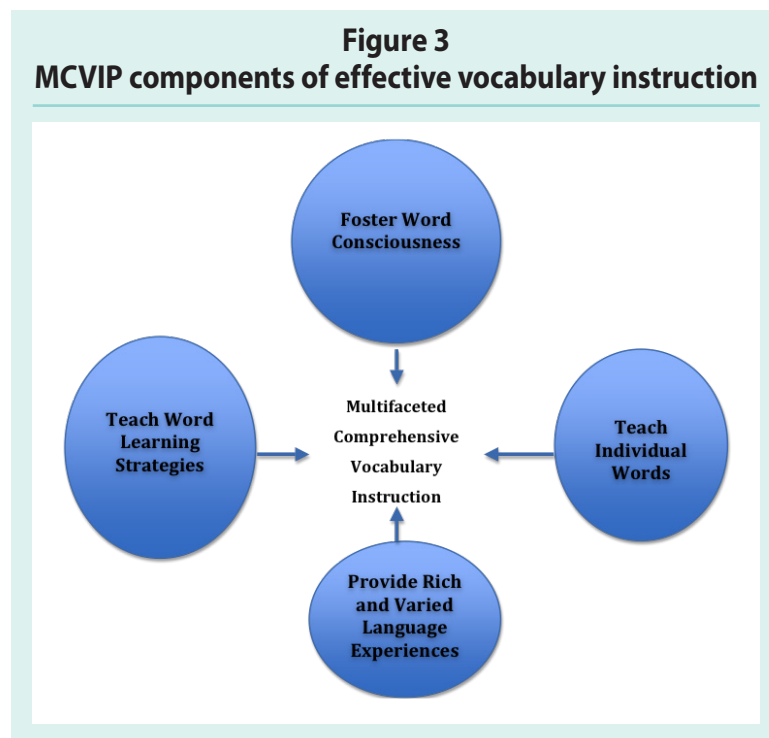 Figure 3
MCVIP components of effective vocabulary instruction
Foster Word
Consciousness
Teach Word
Learning
Strategies
Multifaceted
Comprehensive
Vocabulary
Instruction
Teach
Individual
Words
Provide Rich
and Varied
Language
Experiences